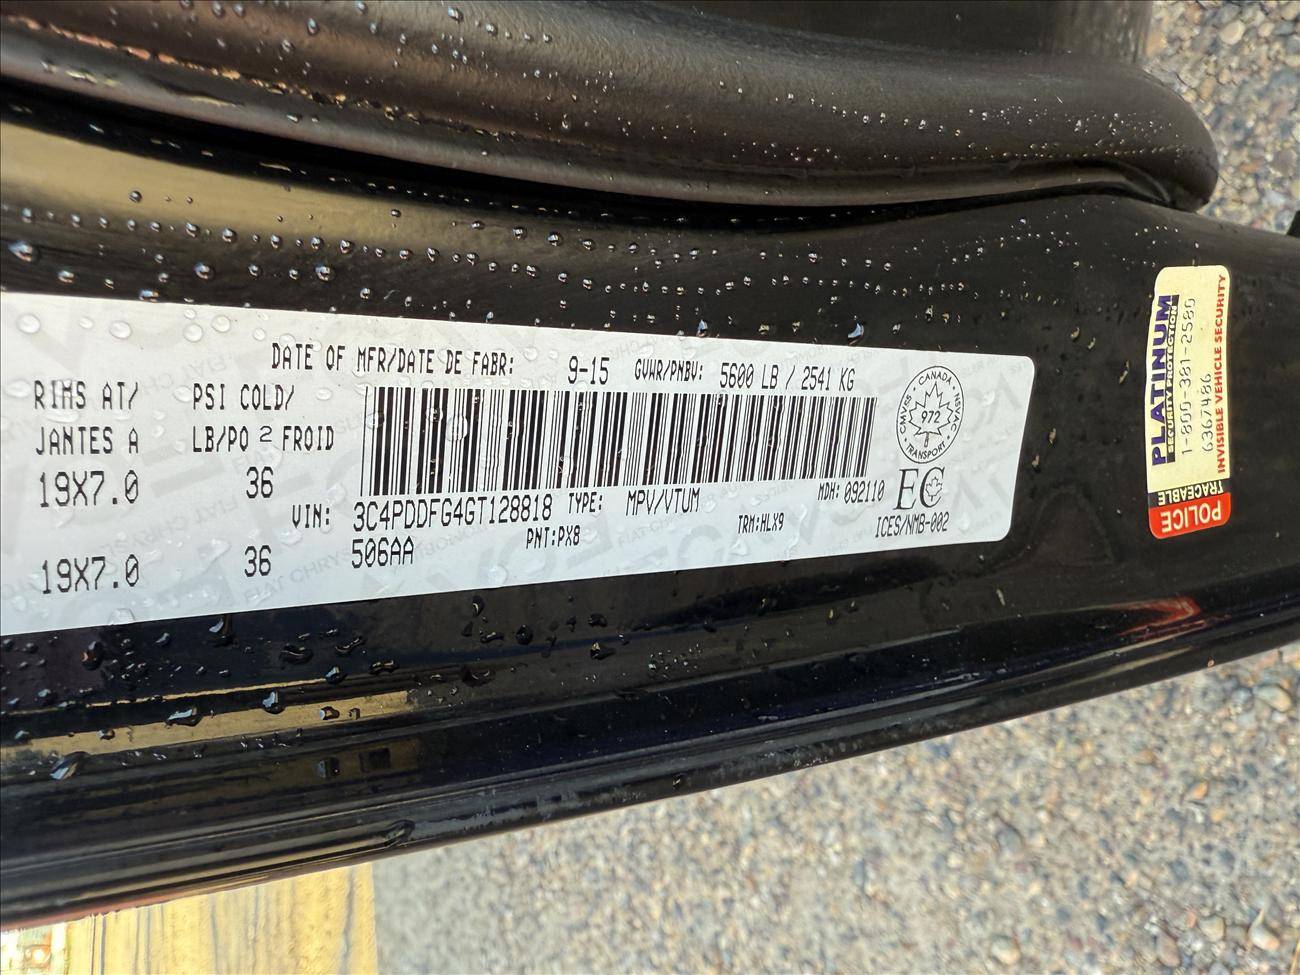 DATE OF MFR/DATE DE FABR: 9-15 GVWR/PNBV: 5600 LB / 2541 KG
RIMS AT/ PSI COLD/
JANTES A LB/PO 2 FROID
19X7.0 36
VIN: 3C4PDDFG4GT128818 TYPE: MPV/VTUM MDH: 092110
506AA PNT:PX8 TRM:HLX9
19X7.0 36
CANADA
CMVSS NSVAC
972
TRANSPORT
EC
ICES/NMB-002
PLATINUM
SECURITY PROTECTION
1-800-381-2580
6367486
INVISIBLE VEHICLE SECURITY
POLICE
TRACEABLE